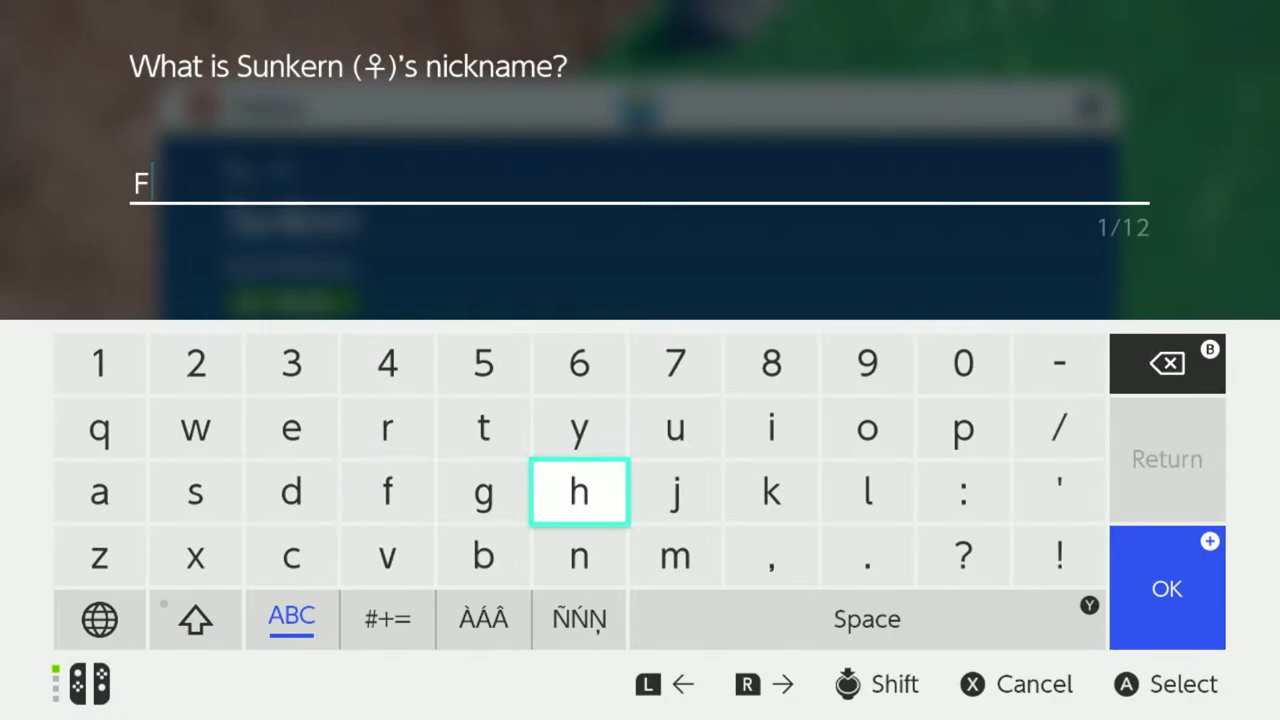 What is Sunkern (♀)'s nickname?
F
1/12
1 2 3 4 5 6 7 8 9 0 - B
q w e r t y u i o p / Return
a s d f g h j k l : '
z x c v b n m , . ? ! + OK
ABC #+= ÀÁÂ ÑŃŅ Space Y
L ← R → Shift X Cancel A Select